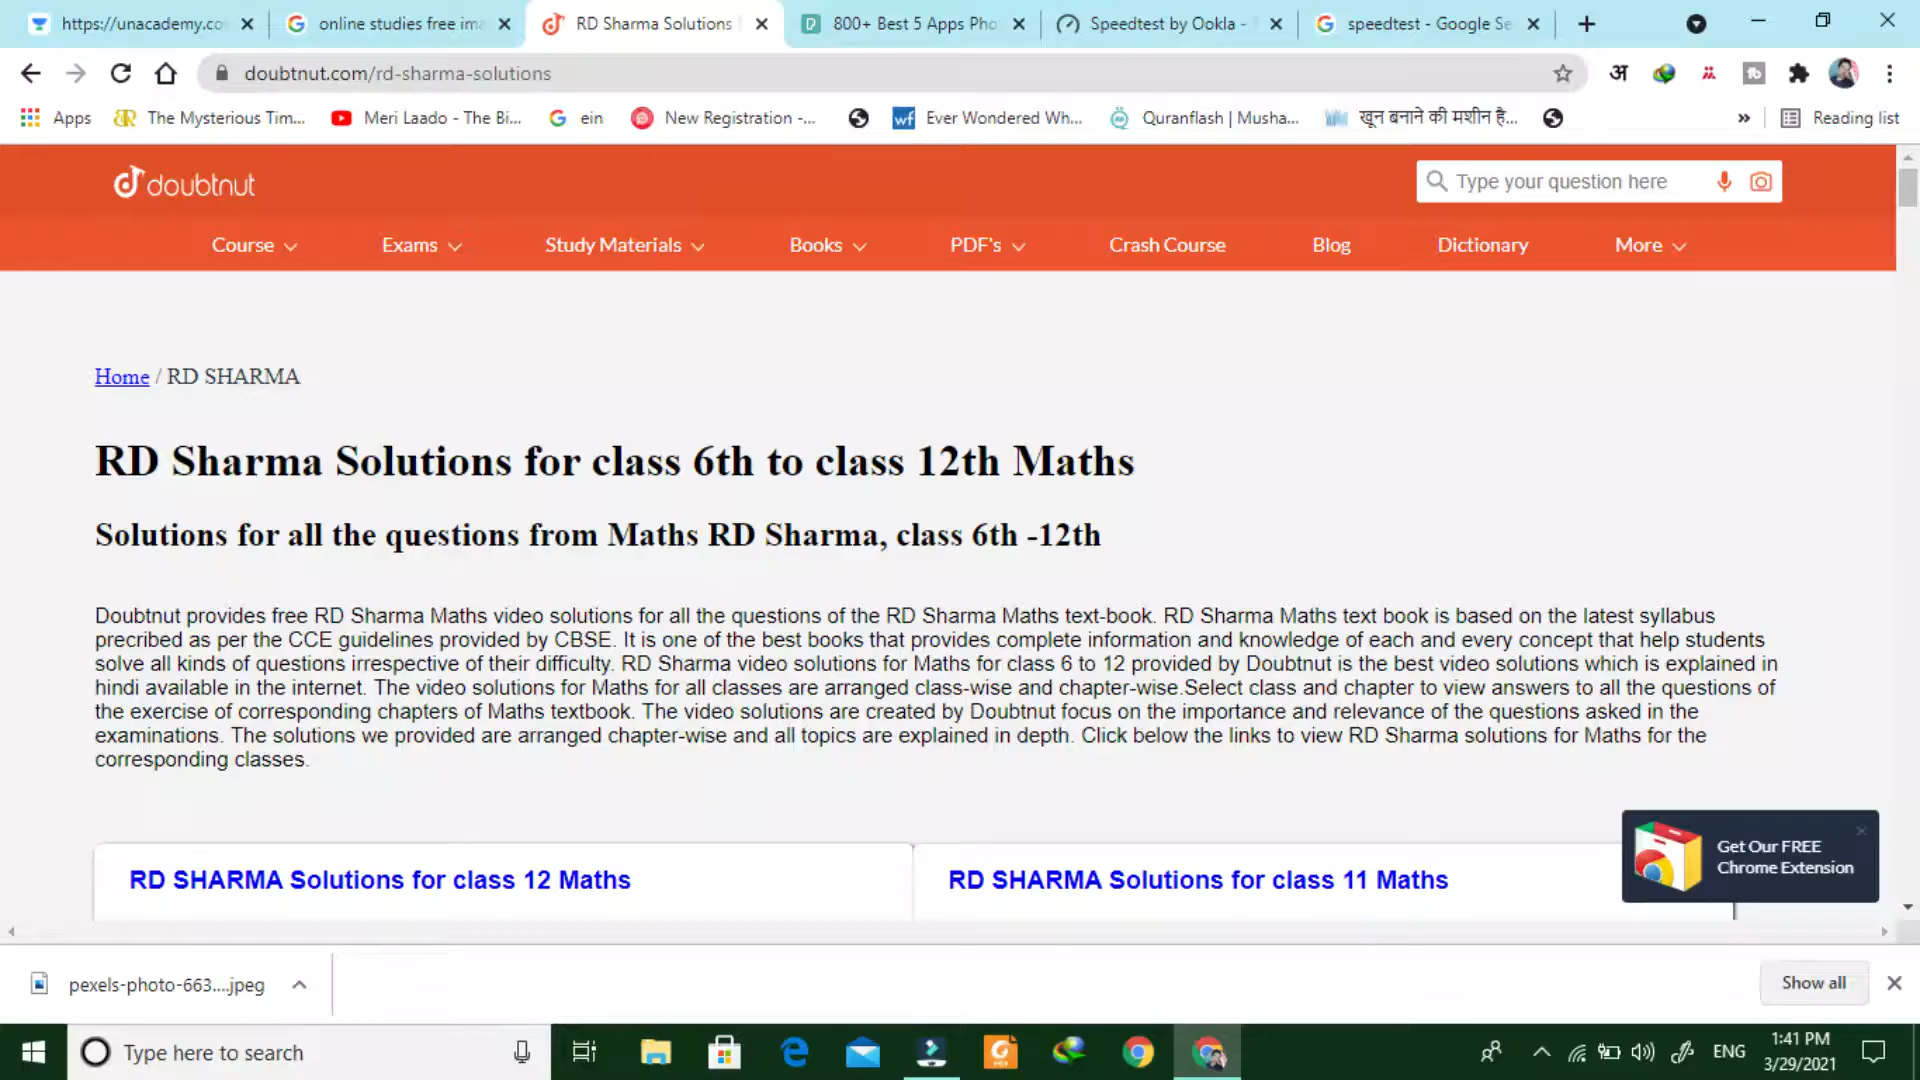 https://unacademy.co
online studies free ima
RD Sharma Solutions
800+ Best 5 Apps Pho
Speedtest by Ookla -
speedtest - Google Se
doubtnut.com/rd-sharma-solutions
अ
Apps
The Mysterious Tim...
Meri Laado - The Bi...
ein
New Registration -...
wf
Ever Wondered Wh...
Quranflash | Musha...
खून बनाने की मशीन है...
Reading list
doubtnut
Type your question here
Course
Exams
Study Materials
Books
PDF's
Crash Course
Blog
Dictionary
More
Home / RD SHARMA
RD Sharma Solutions for class 6th to class 12th Maths
Solutions for all the questions from Maths RD Sharma, class 6th -12th
Doubtnut provides free RD Sharma Maths video solutions for all the questions of the RD Sharma Maths text-book. RD Sharma Maths text book is based on the latest syllabus
precribed as per the CCE guidelines provided by CBSE. It is one of the best books that provides complete information and knowledge of each and every concept that help students
solve all kinds of questions irrespective of their difficulty. RD Sharma video solutions for Maths for class 6 to 12 provided by Doubtnut is the best video solutions which is explained in
hindi available in the internet. The video solutions for Maths for all classes are arranged class-wise and chapter-wise.Select class and chapter to view answers to all the questions of
the exercise of corresponding chapters of Maths textbook. The video solutions are created by Doubtnut focus on the importance and relevance of the questions asked in the
examinations. The solutions we provided are arranged chapter-wise and all topics are explained in depth. Click below the links to view RD Sharma solutions for Maths for the
corresponding classes.
RD SHARMA Solutions for class 12 Maths
RD SHARMA Solutions for class 11 Maths
Get Our FREE
Chrome Extension
pexels-photo-663....jpeg
Show all
Type here to search
ENG
1:41 PM
3/29/2021